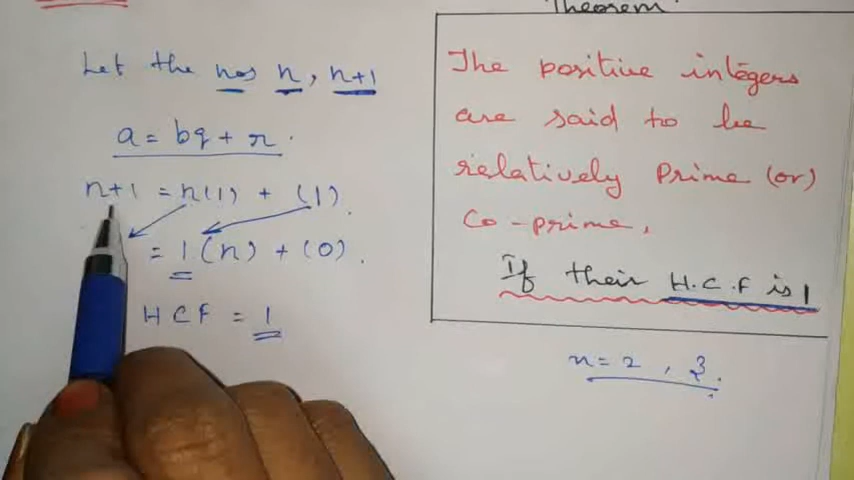 Theorem
Let the nos n, n+1
a = bq + r.
n+1 = n(1) + (1).
= 1(n) + (0).
HCF = 1
The positive integers
are said to be
relatively prime (or)
Co-prime,
If their H.C.F is 1
n = 2, 3.